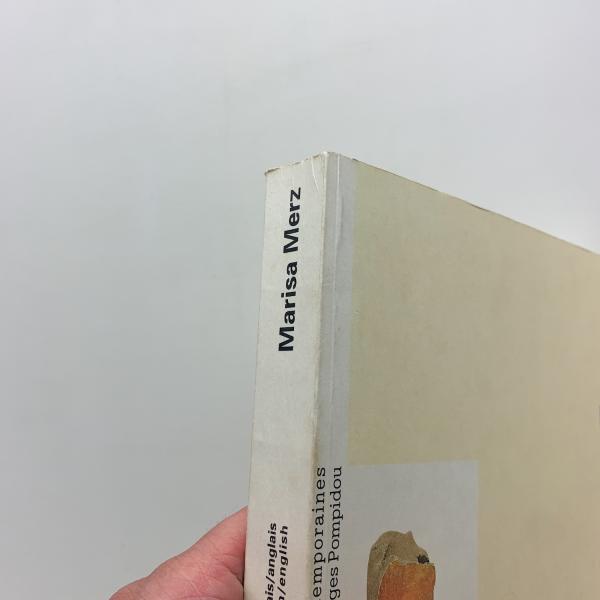 Marisa Merz
ais/anglais
/english
emporaines
ges Pompidou